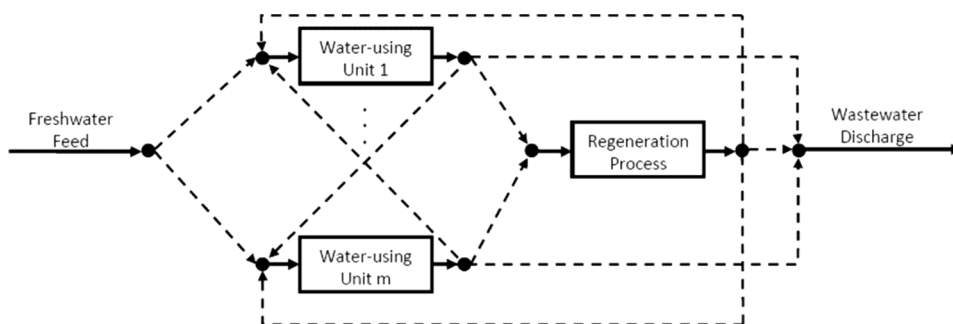 Water-using
Unit 1
Freshwater
Feed
Regeneration
Process
Wastewater
Discharge
Water-using
Unit m